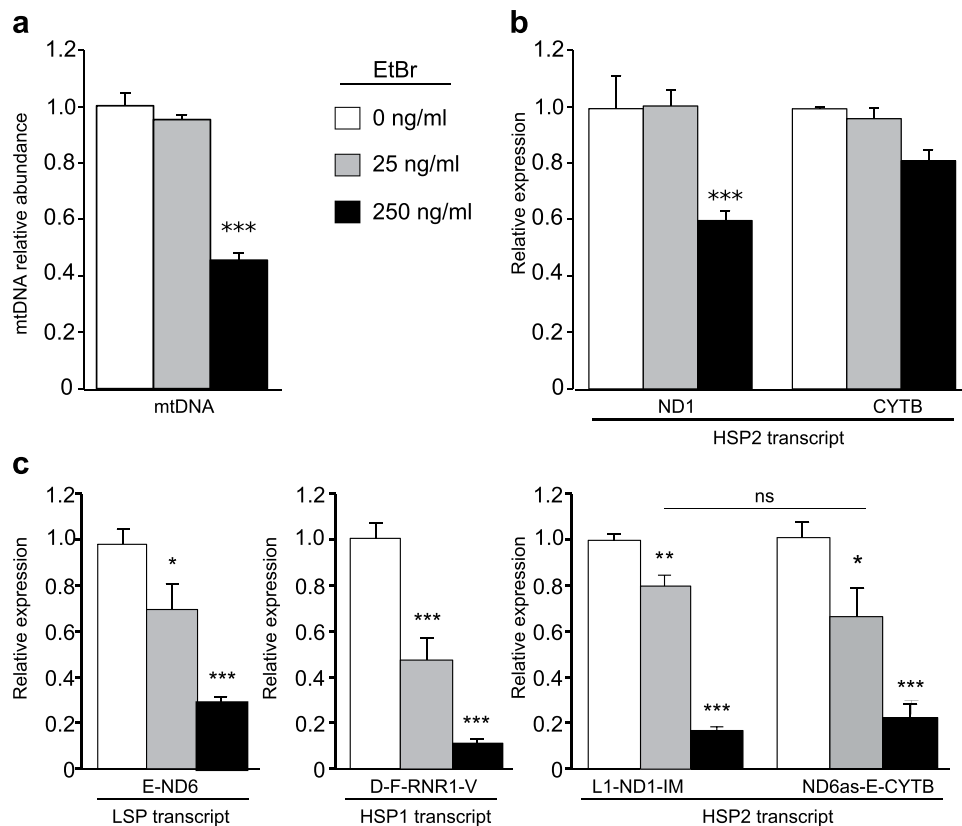 a
1.2
1.0
0.8
0.6
0.4
0.2
0
mtDNA relative abundance
***
mtDNA
EtBr
0 ng/ml
25 ng/ml
250 ng/ml
b
1.2
1.0
0.8
0.6
0.4
0.2
0
Relative expression
***
ND1
CYTB
HSP2 transcript
c
1.2
1.0
0.8
0.6
0.4
0.2
0
Relative expression
*
***
E-ND6
LSP transcript
1.2
1.0
0.8
0.6
0.4
0.2
0
Relative expression
***
***
D-F-RNR1-V
HSP1 transcript
1.2
1.0
0.8
0.6
0.4
0.2
0
Relative expression
ns
**
***
*
***
L1-ND1-IM
ND6as-E-CYTB
HSP2 transcript